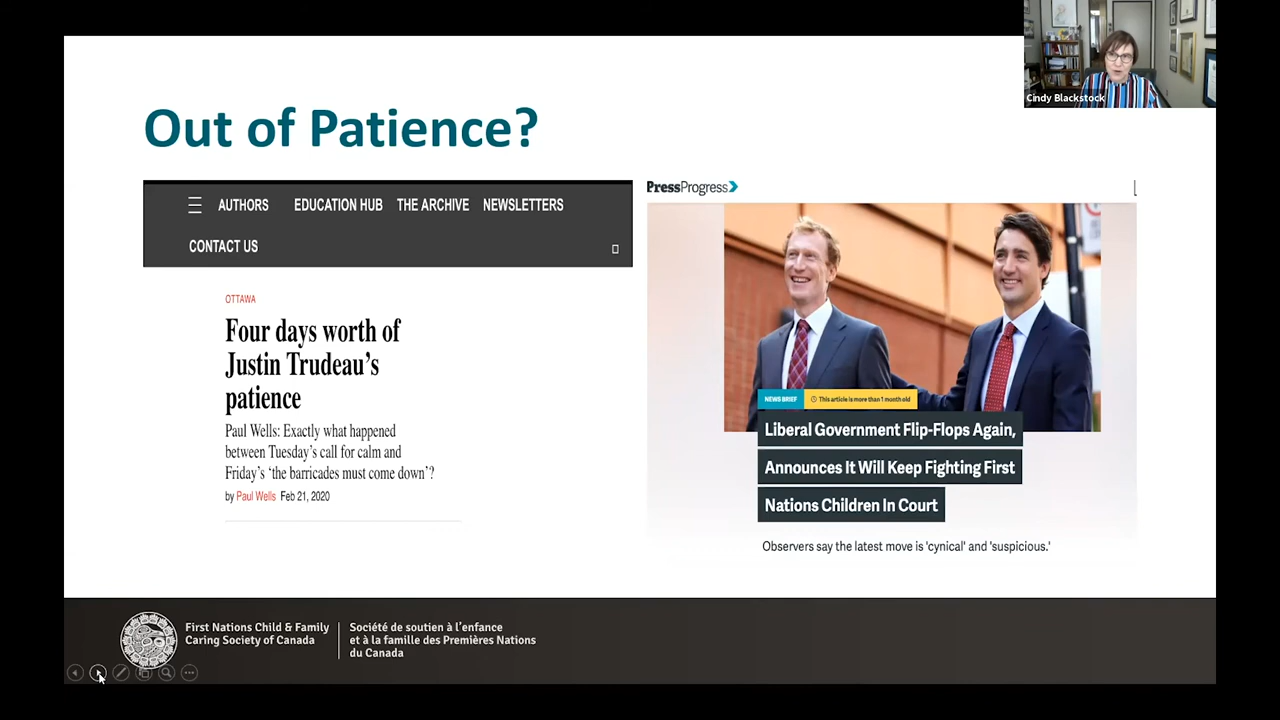 Cindy Blackstock
Out of Patience?
AUTHORS EDUCATION HUB THE ARCHIVE NEWSLETTERS
CONTACT US
OTTAWA
Four days worth of
Justin Trudeau's
patience
Paul Wells: Exactly what happened
between Tuesday's call for calm and
Friday's 'the barricades must come down'?
by Paul Wells Feb 21, 2020
PressProgress
NEWS BRIEF This article is more than 1 month old
Liberal Government Flip-Flops Again,
Announces It Will Keep Fighting First
Nations Children In Court
Observers say the latest move is 'cynical' and 'suspicious.'
First Nations Child & Family
Caring Society of Canada
Société de soutien à l'enfance
et à la famille des Premières Nations
du Canada